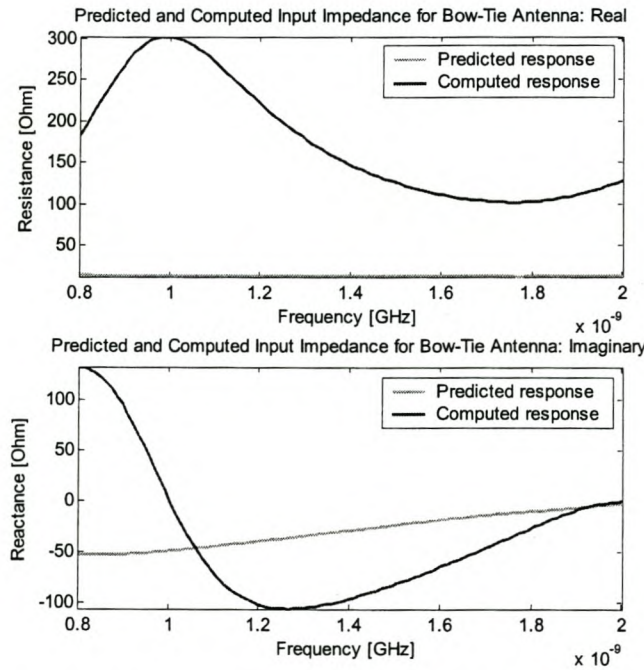 Predicted and Computed Input Impedance for Bow-Tie Antenna: Real
300
250
200
150
100
50
Resistance [Ohm]
Predicted response
Computed response
0.8 1 1.2 1.4 1.6 1.8 2
Frequency [GHz]
x 10⁻⁹
Predicted and Computed Input Impedance for Bow-Tie Antenna: Imaginary
100
50
0
-50
-100
Reactance [Ohm]
Predicted response
Computed response
0.8 1 1.2 1.4 1.6 1.8 2
Frequency [GHz]
x 10⁻⁹